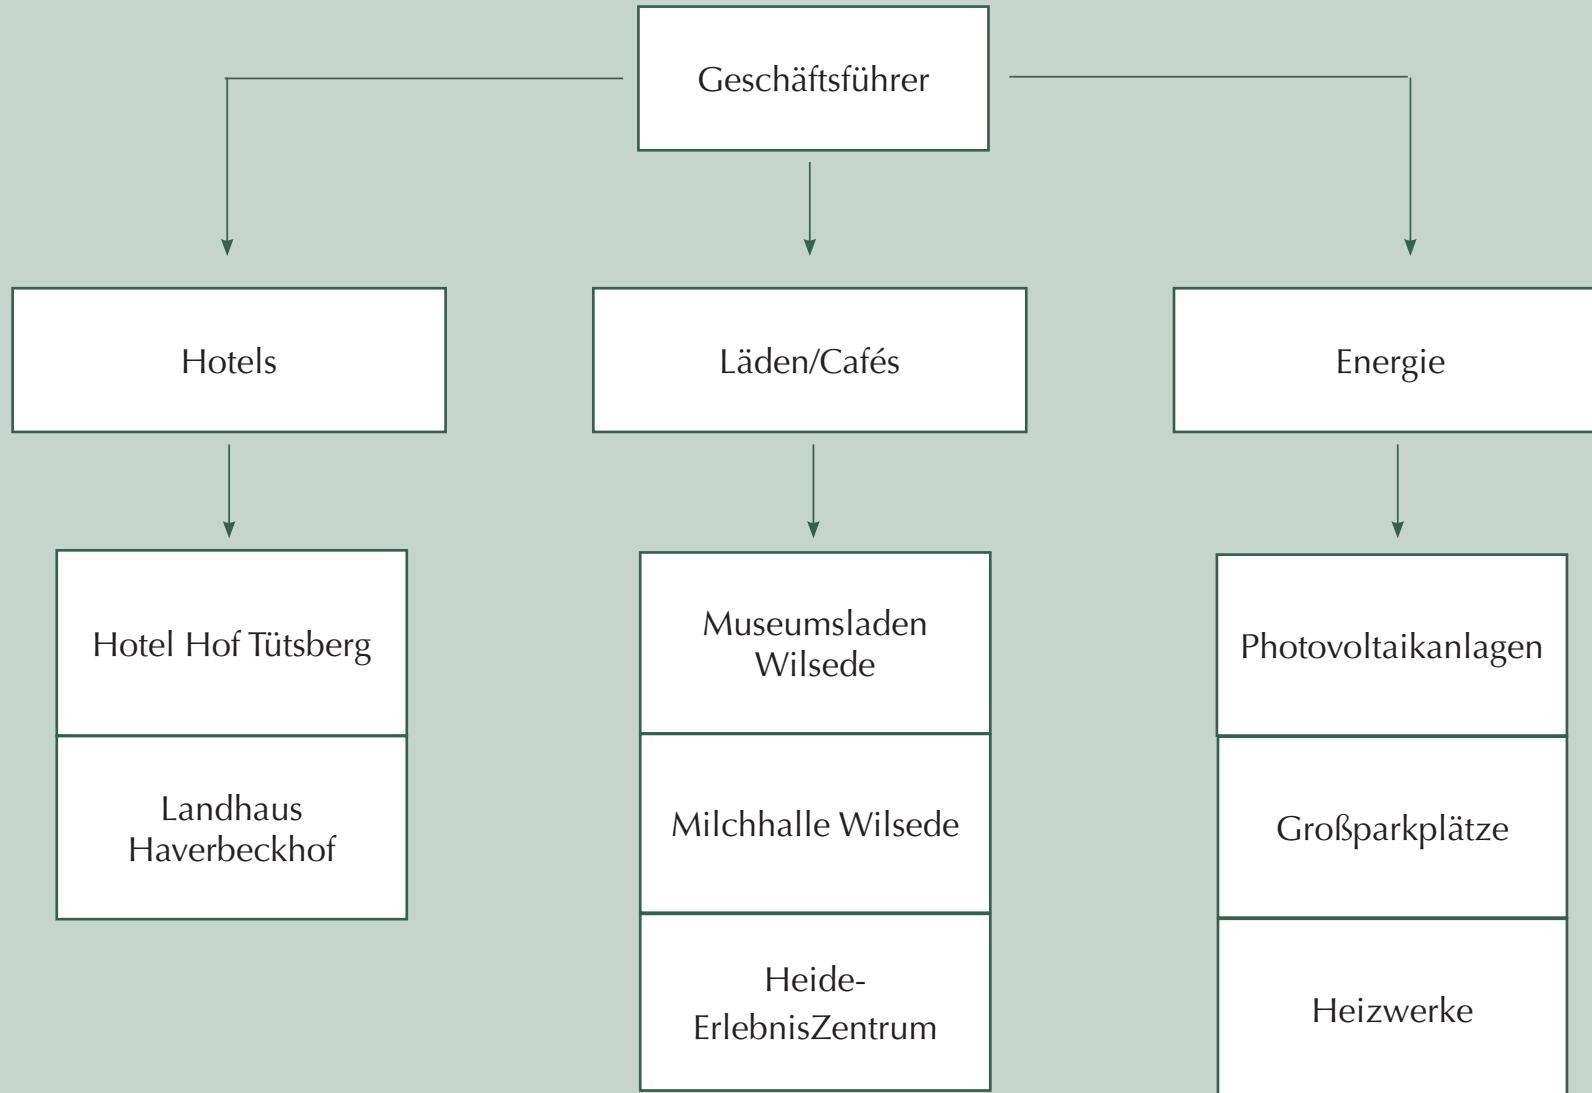 Geschäftsführer
Hotels
Läden/Cafés
Energie
Hotel Hof Tütsberg
Landhaus
Haverbeckhof
Museumsladen
Wilsede
Milchhalle Wilsede
Heide-
ErlebnisZentrum
Photovoltaikanlagen
Großparkplätze
Heizwerke